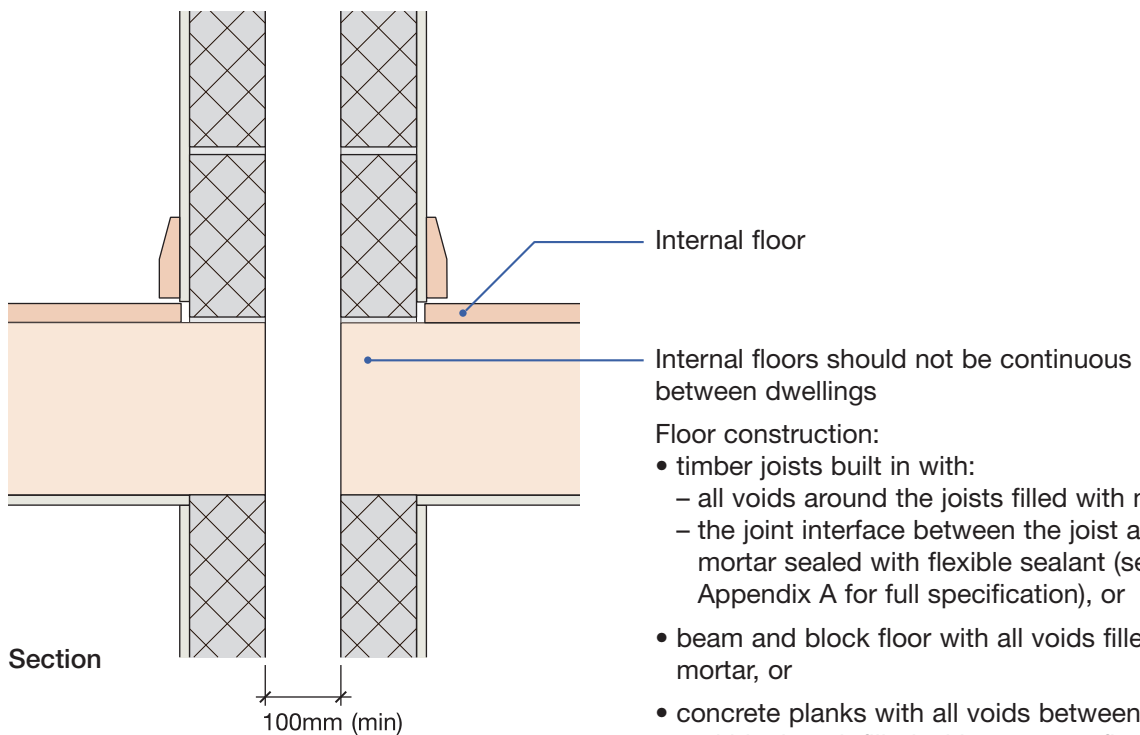 Internal floor
Internal floors should not be continuous
between dwellings
Floor construction:
• timber joists built in with:
– all voids around the joists filled with
– the joint interface between the joist
mortar sealed with flexible sealant
Appendix A for full specification), or
• beam and block floor with all voids
mortar, or
• concrete planks with all voids between
Section
100mm (min)